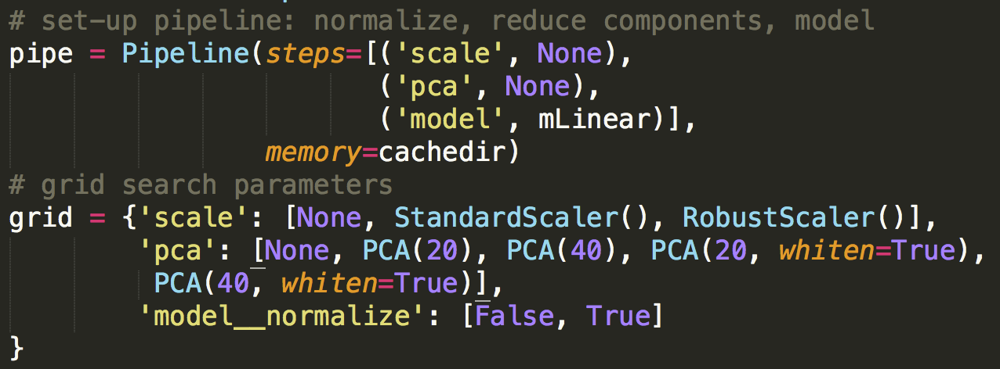 # set-up pipeline: normalize, reduce components, model
pipe = Pipeline(steps=[('scale', None),
                       ('pca', None),
                       ('model', mLinear)],
                memory=cachedir)
# grid search parameters
grid = {'scale': [None, StandardScaler(), RobustScaler()],
        'pca': [None, PCA(20), PCA(40), PCA(20, whiten=True),
         PCA(40, whiten=True)],
        'model__normalize': [False, True]
}